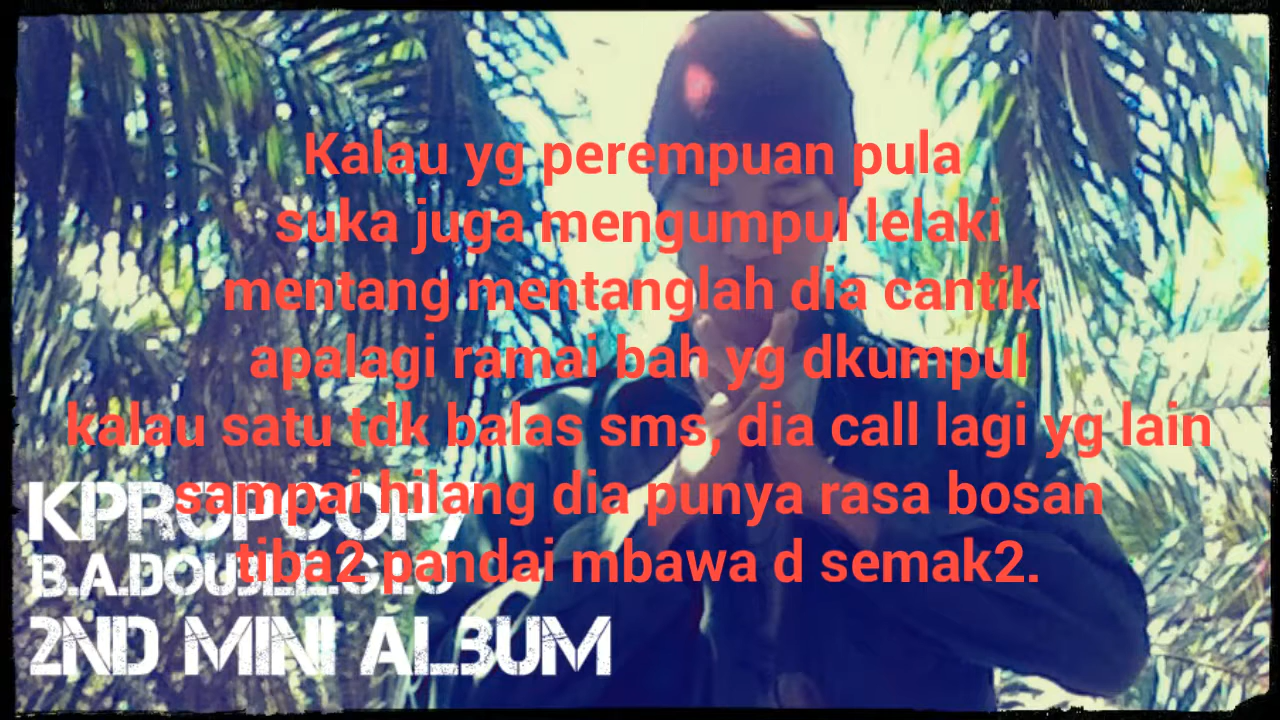 Kalau yg perempuan pula
suka juga mengumpul lelaki
mentang mentanglah dia cantik
apalagi ramai bah yg dkumpul
kalau satu tdk balas sms, dia call lagi yg lain
sampai hilang dia punya rasa bosan
tiba2 pandai mbawa d semak2.
KPROPCOPY
2ND MINI ALBUM